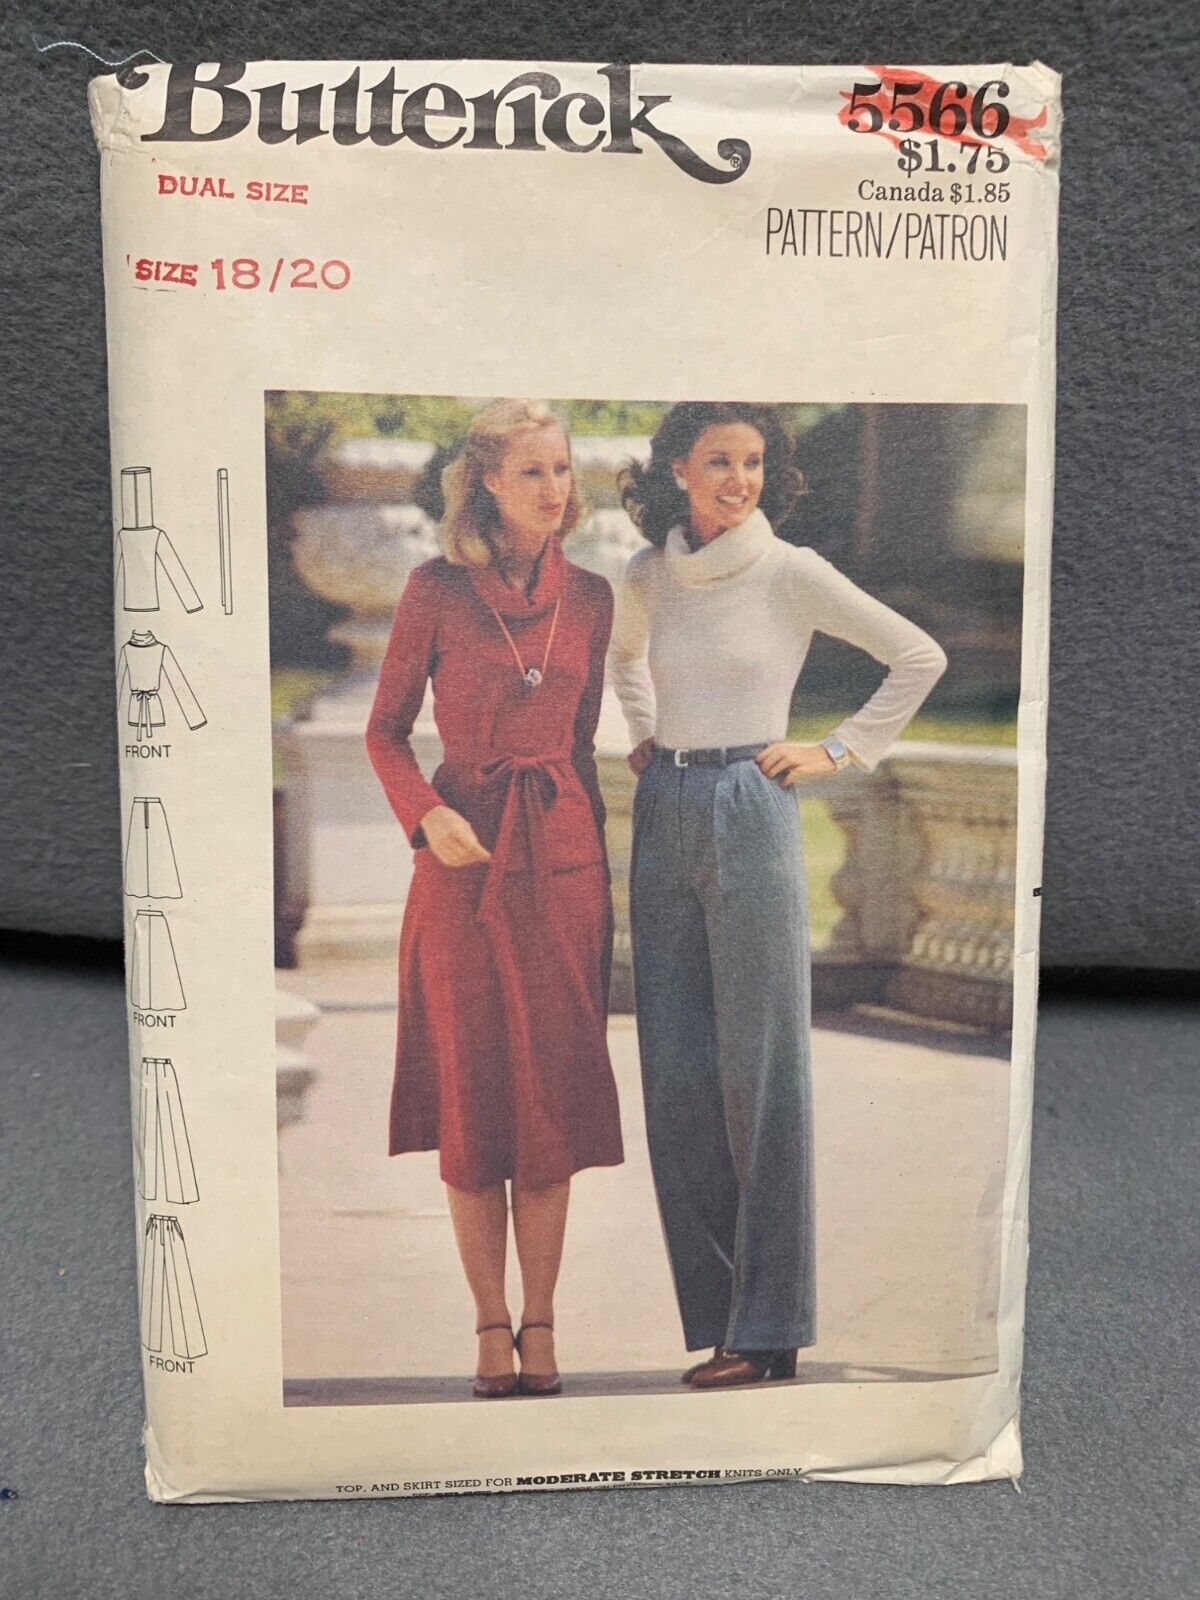 Butterick®
5566
$1.75
Canada $1.85
PATTERN/PATRON
DUAL SIZE
SIZE 18/20
FRONT
FRONT
FRONT
TOP, AND SKIRT SIZED FOR MODERATE STRETCH KNITS ONLY